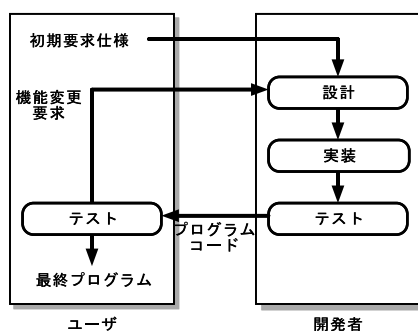 初期要求仕様
機能変更
要求
設計
実装
テスト
テスト
プログラム
コード
最終プログラム
ユーザ
開発者